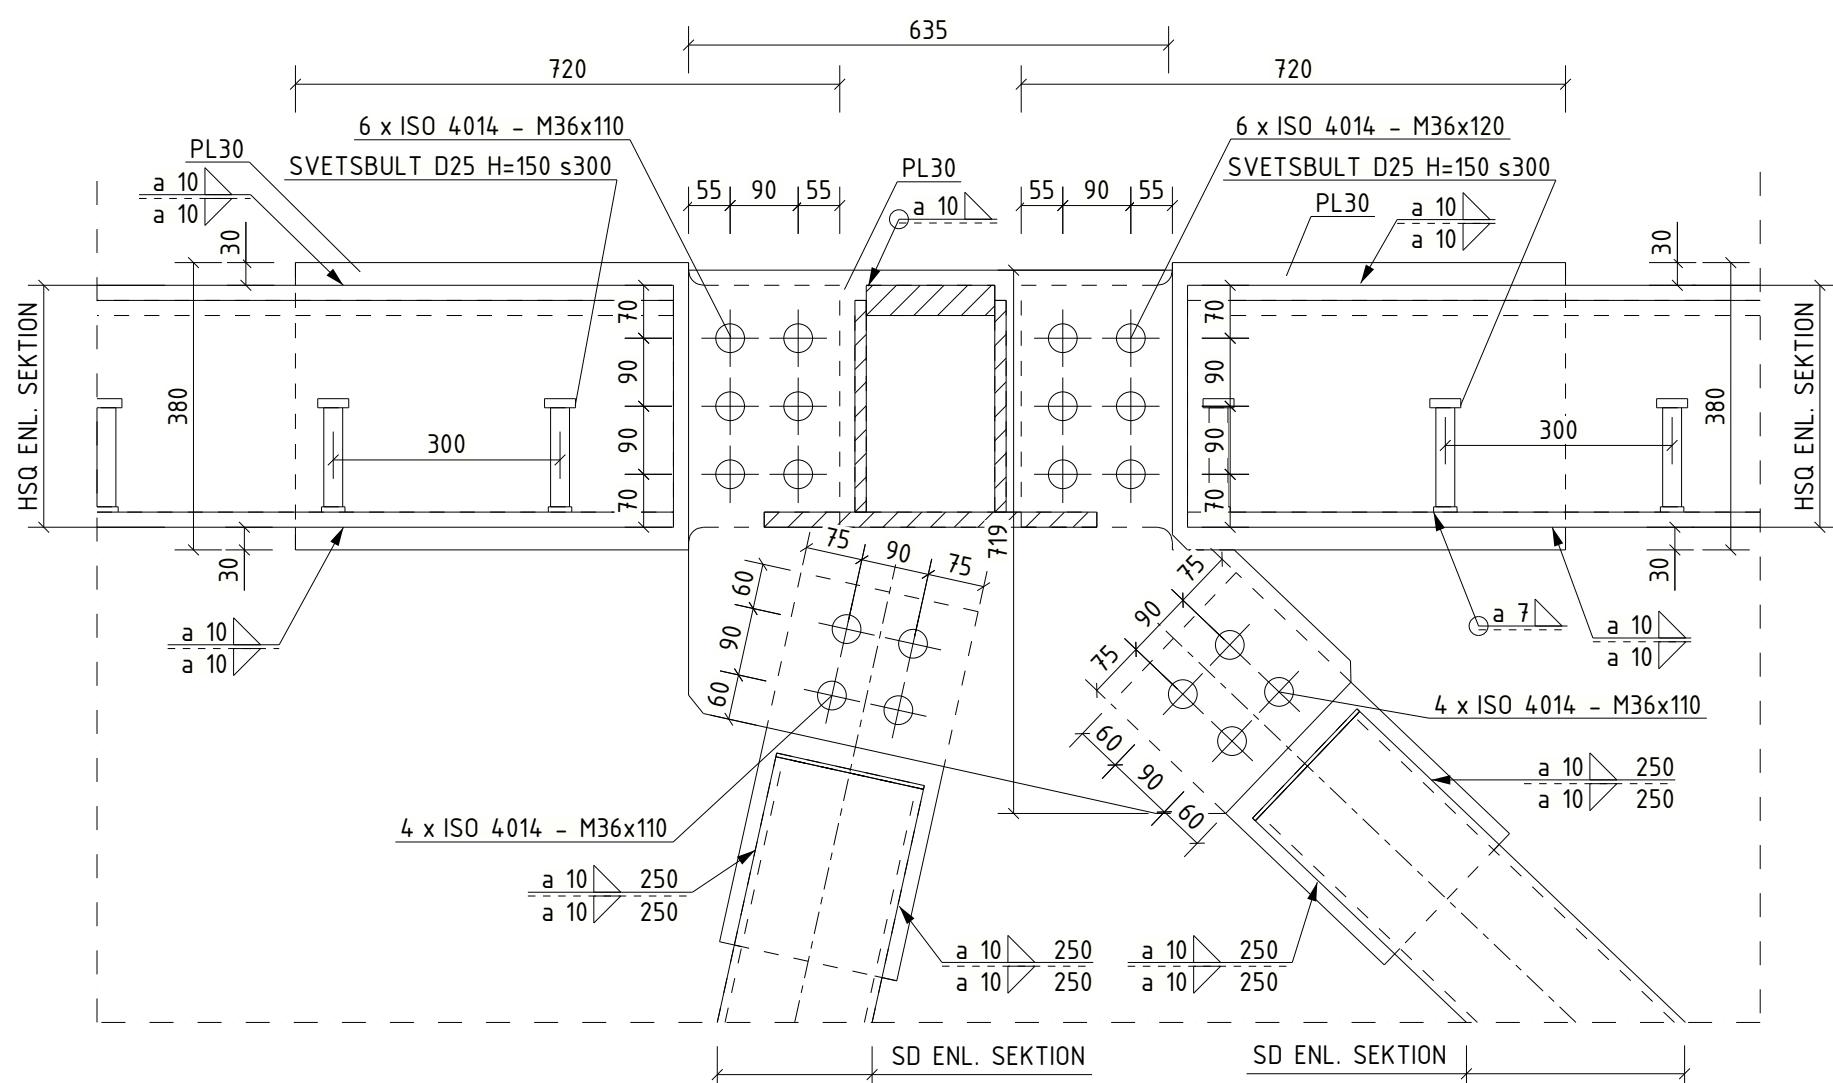 635
720
720
6 x ISO 4014 - M36x110
6 x ISO 4014 - M36x120
PL30
SVETSBULT D25 H=150 s300
PL30
SVETSBULT D25 H=150 s300
a 10
a 10
55
90
55
a 10
55
90
55
PL30
a 10
a 10
30
30
HSQ ENL. SEKTION
380
70
90
90
70
300
70
90
90
70
300
380
HSQ ENL. SEKTION
30
30
719
75
90
75
60
90
60
75
90
75
60
90
60
a 10
a 10
a 7
a 10
a 10
4 x ISO 4014 - M36x110
4 x ISO 4014 - M36x110
a 10 250
a 10 250
a 10 250
a 10 250
a 10 250
a 10 250
a 10 250
a 10 250
SD ENL. SEKTION
SD ENL. SEKTION